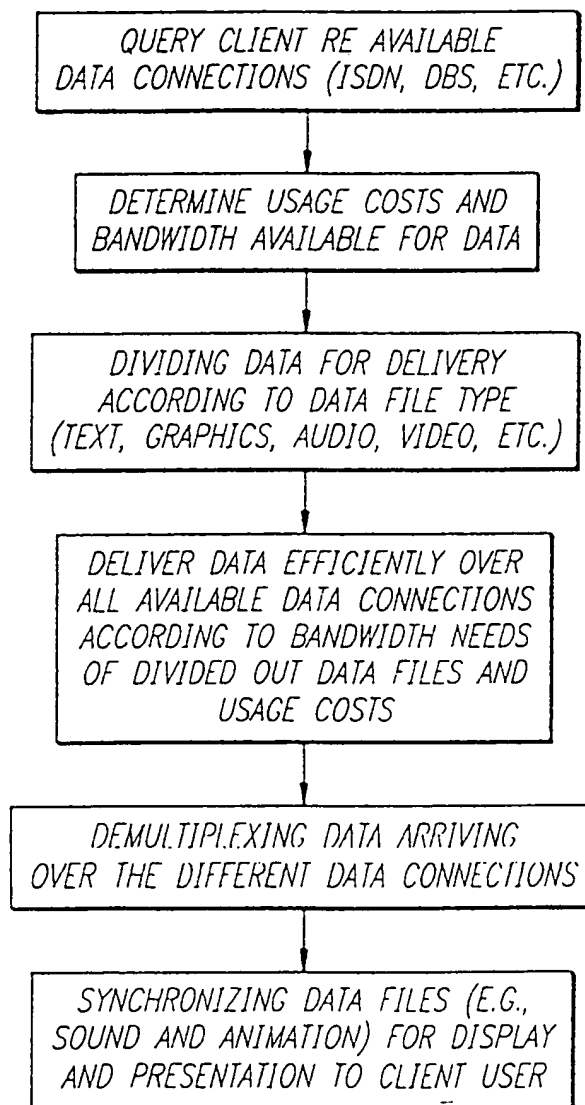 QUERY CLIENT RE AVAILABLE
DATA CONNECTIONS (ISDN, DBS, ETC.)
DETERMINE USAGE COSTS AND
BANDWIDTH AVAILABLE FOR DATA
DIVIDING DATA FOR DELIVERY
ACCORDING TO DATA FILE TYPE
(TEXT, GRAPHICS, AUDIO, VIDEO, ETC.)
DELIVER DATA EFFICIENTLY OVER
ALL AVAILABLE DATA CONNECTIONS
ACCORDING TO BANDWIDTH NEEDS
OF DIVIDED OUT DATA FILES AND
USAGE COSTS
DEMULTIPLEXING DATA ARRIVING
OVER THE DIFFERENT DATA CONNECTIONS
SYNCHRONIZING DATA FILES (E.G.,
SOUND AND ANIMATION) FOR DISPLAY
AND PRESENTATION TO CLIENT USER